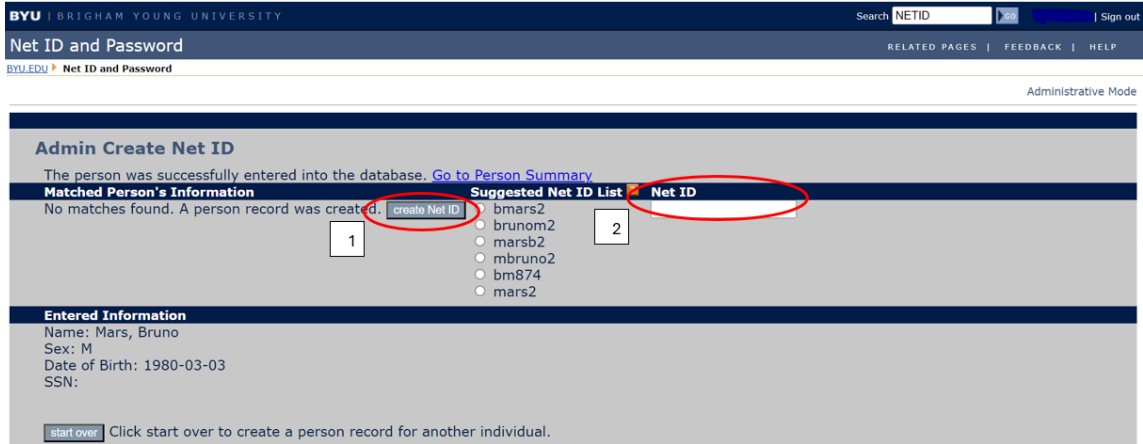 BYU | BRIGHAM YOUNG UNIVERSITY Search NETID GO | Sign out
Net ID and Password RELATED PAGES | FEEDBACK | HELP
BYU.EDU Net ID and Password
Administrative Mode
Admin Create Net ID
The person was successfully entered into the database. Go to Person Summary
Matched Person's Information Suggested Net ID List Net ID
No matches found. A person record was created. create Net ID bmars2
brunom2
1 marsb2 2
mbruno2
bm874
mars2
Entered Information
Name: Mars, Bruno
Sex: M
Date of Birth: 1980-03-03
SSN:
start over Click start over to create a person record for another individual.